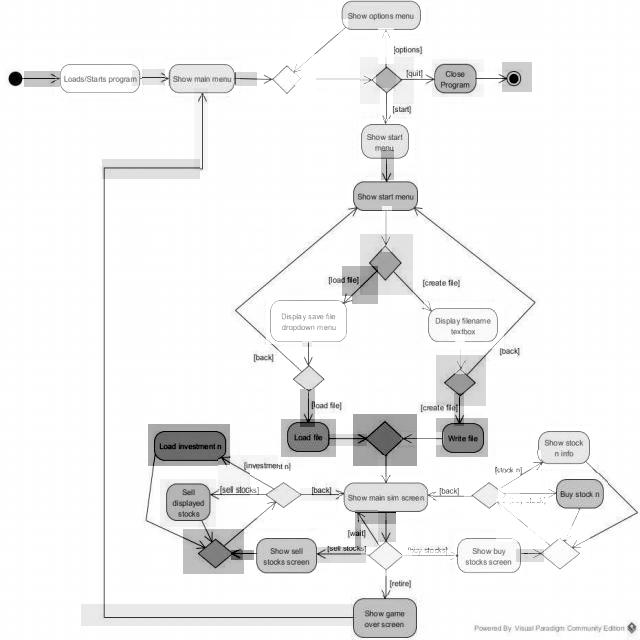 Show options menu
[options]
Loads/Starts program
Show main menu
[quit]
Close
Program
[start]
Show start
menu
Show start menu
[load file]
[create file]
Display save file
dropdown menu
Display filename
textbox
[back]
[back]
[load file]
[create file]
Load file
Write file
Load investment n
Show stock
n info
[investment n]
[stock n]
Sell
displayed
stocks
[sell stocks]
[back]
Show main sim screen
[back]
Buy stock n
[wait]
Show sell
stocks screen
[sell stocks]
[buy stocks]
Show buy
stocks screen
[retire]
Show game
over screen
Powered By Visual Paradigm Community Edition